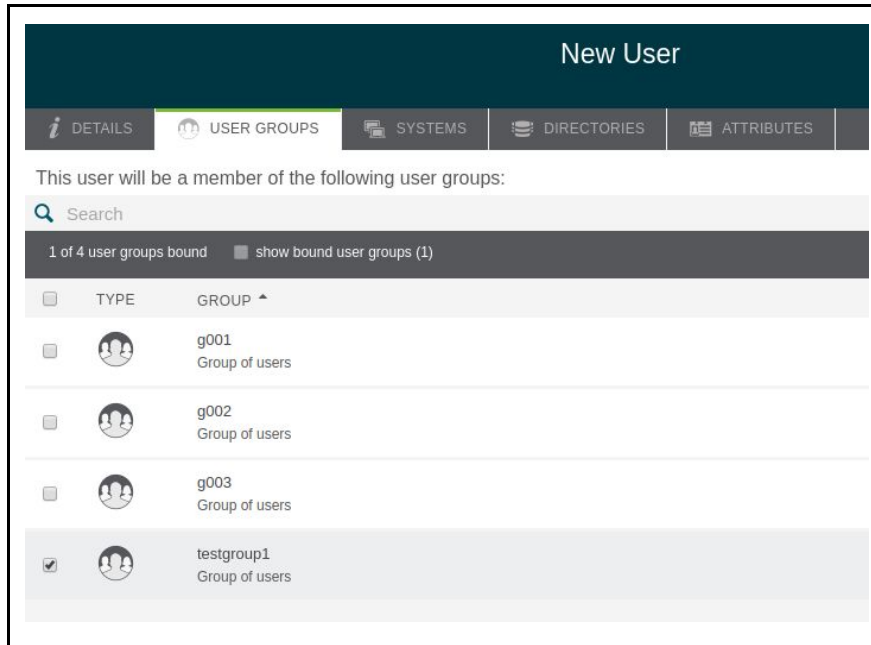 New User
DETAILS USER GROUPS SYSTEMS DIRECTORIES ATTRIBUTES
This user will be a member of the following user groups:
Search
1 of 4 user groups bound show bound user groups (1)
TYPE GROUP
g001
Group of users
g002
Group of users
g003
Group of users
testgroup1
Group of users